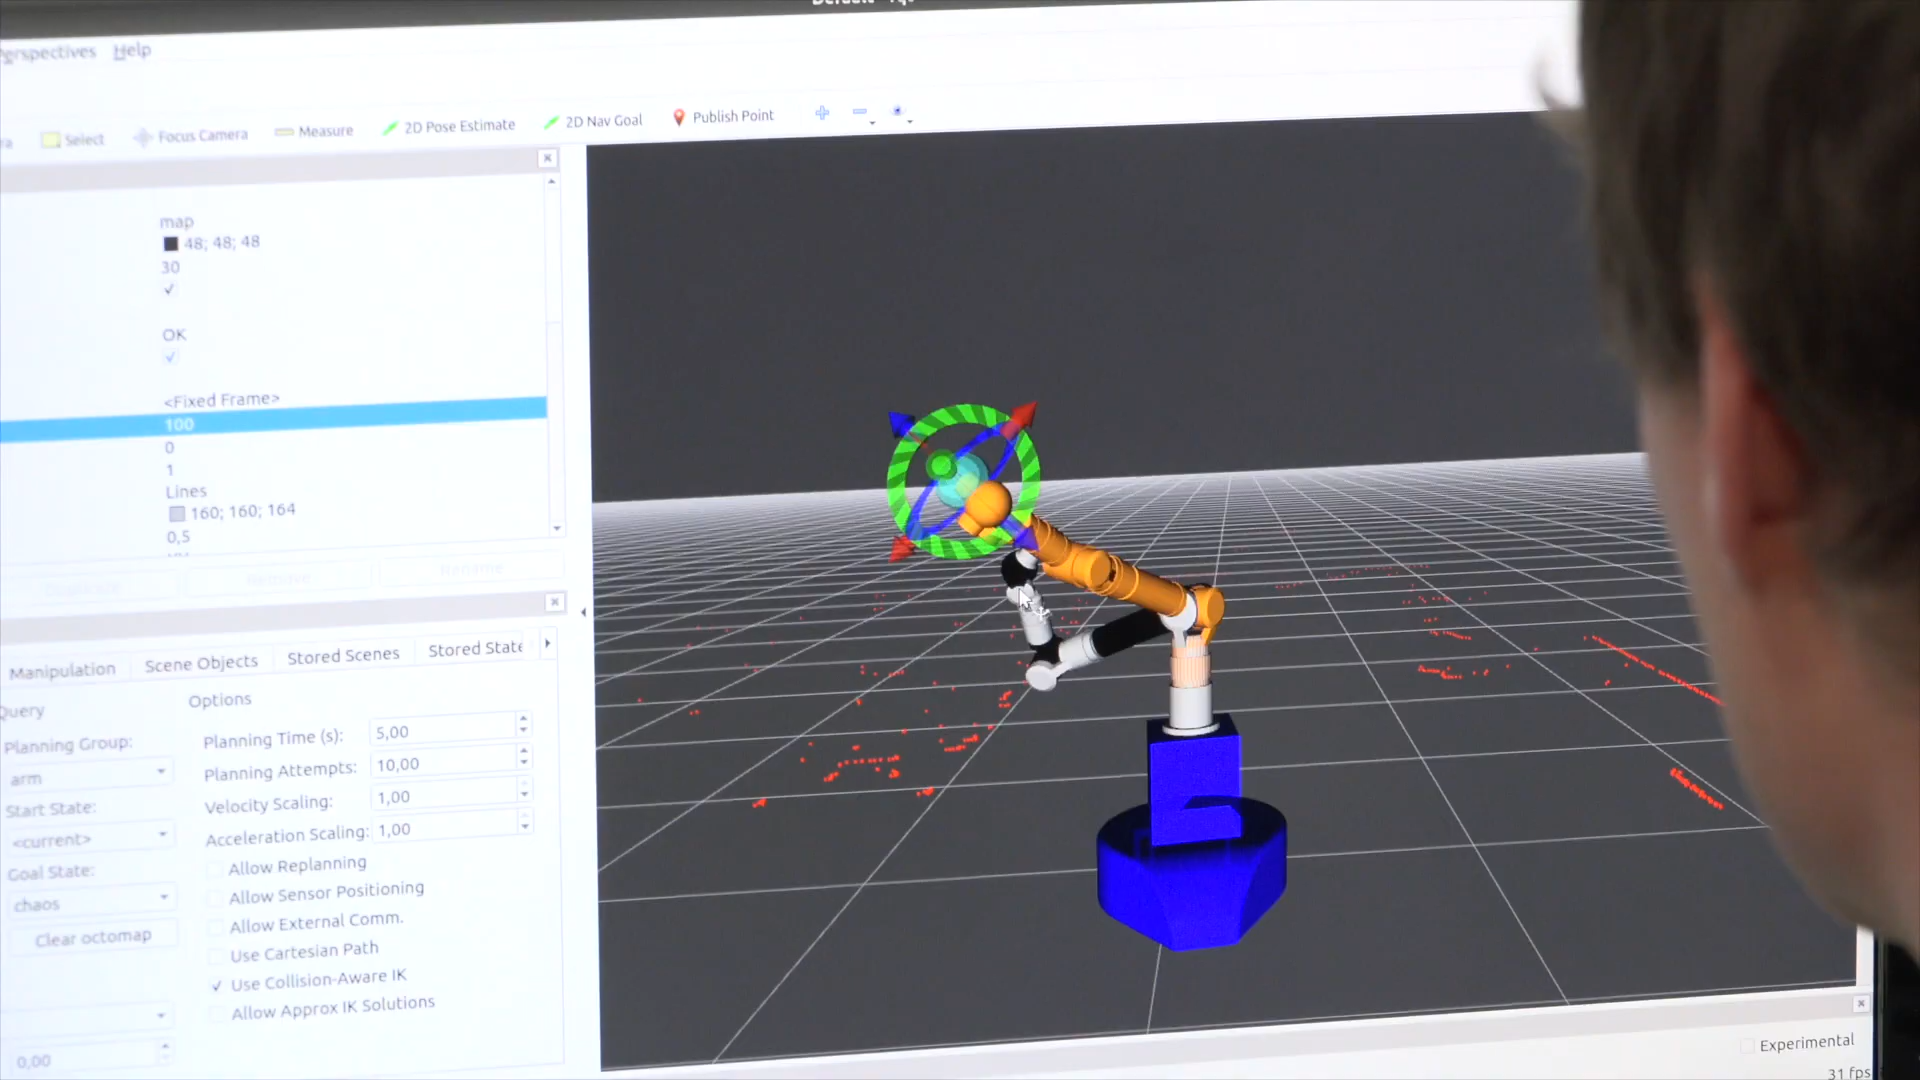 Perspectives Help
Select Focus Camera Measure 2D Pose Estimate 2D Nav Goal Publish Point
map
48; 48; 48
30
OK
<Fixed Frame>
100
0
1
Lines
160; 160; 164
0,5
Duplicate Remove Rename
Manipulation Scene Objects Stored Scenes Stored State
Query
Options
Planning Group:
arm
Start State:
<current>
Goal State:
chaos
Clear octomap
0,00
Planning Time (s): 5,00
Planning Attempts: 10,00
Velocity Scaling: 1,00
Acceleration Scaling: 1,00
Allow Replanning
Allow Sensor Positioning
Allow External Comm.
Use Cartesian Path
Use Collision-Aware IK
Allow Approx IK Solutions
Experimental
31 fps